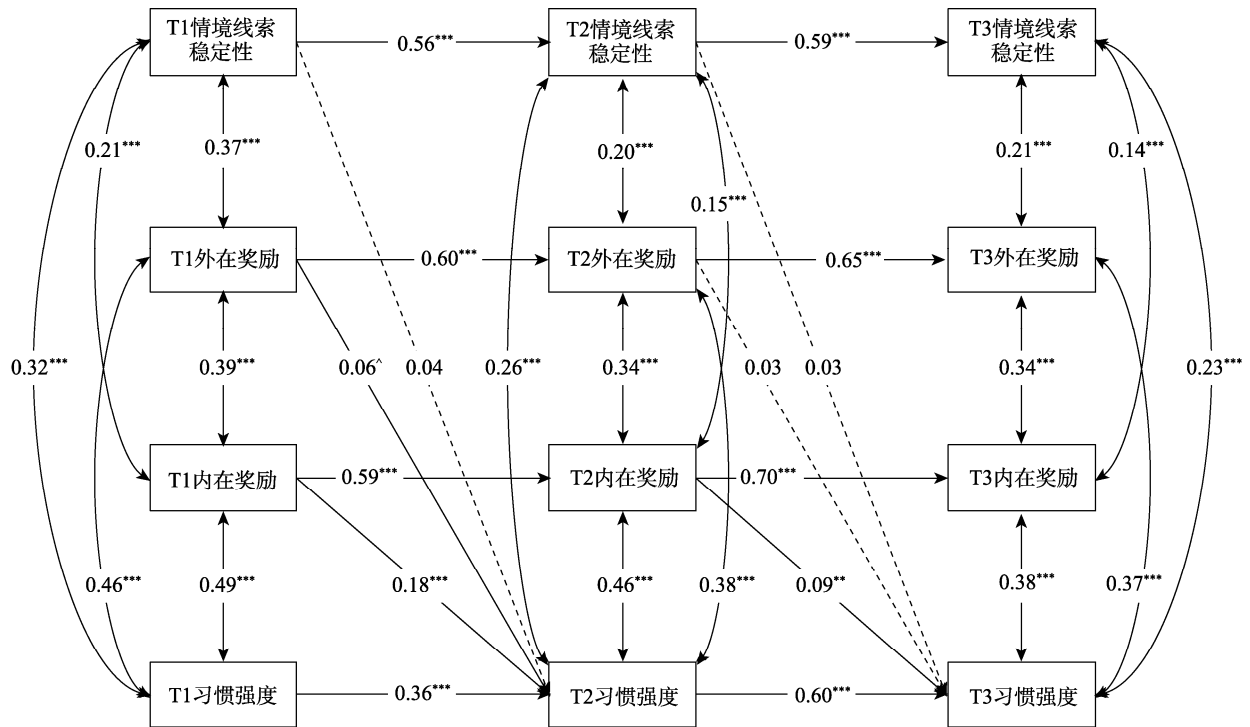 T1情境线索
稳定性
0.56***
T2情境线索
稳定性
0.59***
T3情境线索
稳定性
0.21***
0.37***
0.20***
0.15***
0.21***
0.14***
T1外在奖励
0.60***
T2外在奖励
0.65***
T3外在奖励
0.32***
0.39***
0.06^
0.04
0.26***
0.34***
0.03
0.03
0.34***
0.23***
T1内在奖励
0.59***
T2内在奖励
0.70***
T3内在奖励
0.46***
0.49***
0.18***
0.46***
0.38***
0.09**
0.38***
0.37***
T1习惯强度
0.36***
T2习惯强度
0.60***
T3习惯强度